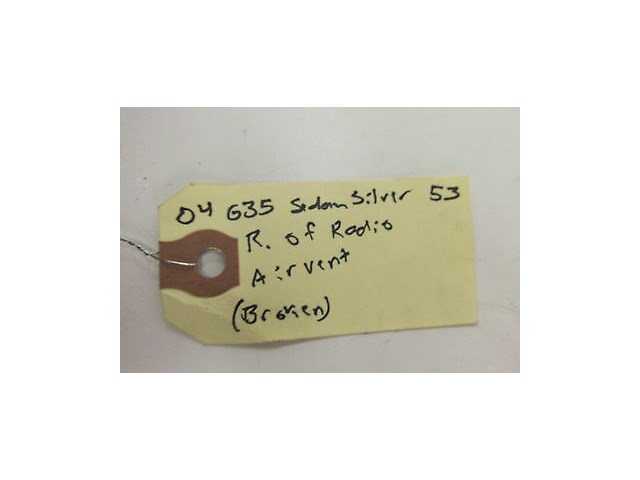 04 G35 Sedan Silver 53
R. of Radio
Air vent
(Broken)